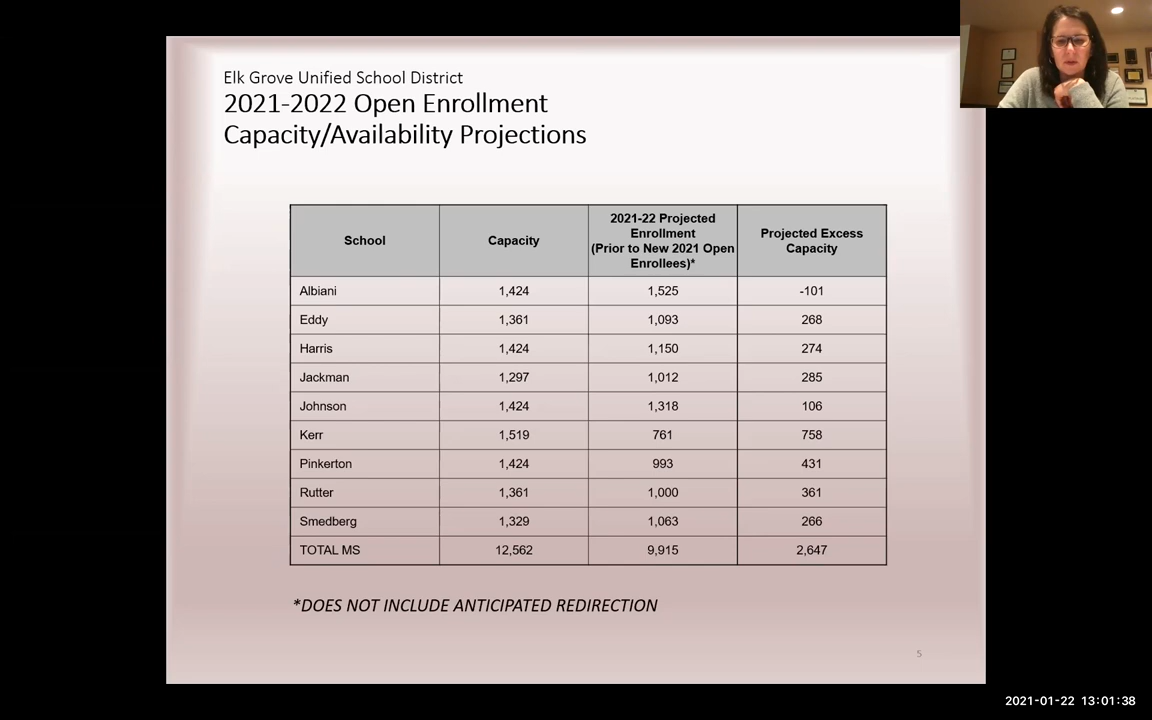 Elk Grove Unified School District
2021-2022 Open Enrollment
Capacity/Availability Projections
School Capacity 2021-22 Projected Enrollment (Prior to New 2021 Open Enrollees)* Projected Excess Capacity
Albiani 1,424 1,525 -101
Eddy 1,361 1,093 268
Harris 1,424 1,150 274
Jackman 1,297 1,012 285
Johnson 1,424 1,318 106
Kerr 1,519 761 758
Pinkerton 1,424 993 431
Rutter 1,361 1,000 361
Smedberg 1,329 1,063 266
TOTAL MS 12,562 9,915 2,647
*DOES NOT INCLUDE ANTICIPATED REDIRECTION
5
2021-01-22 13:01:38